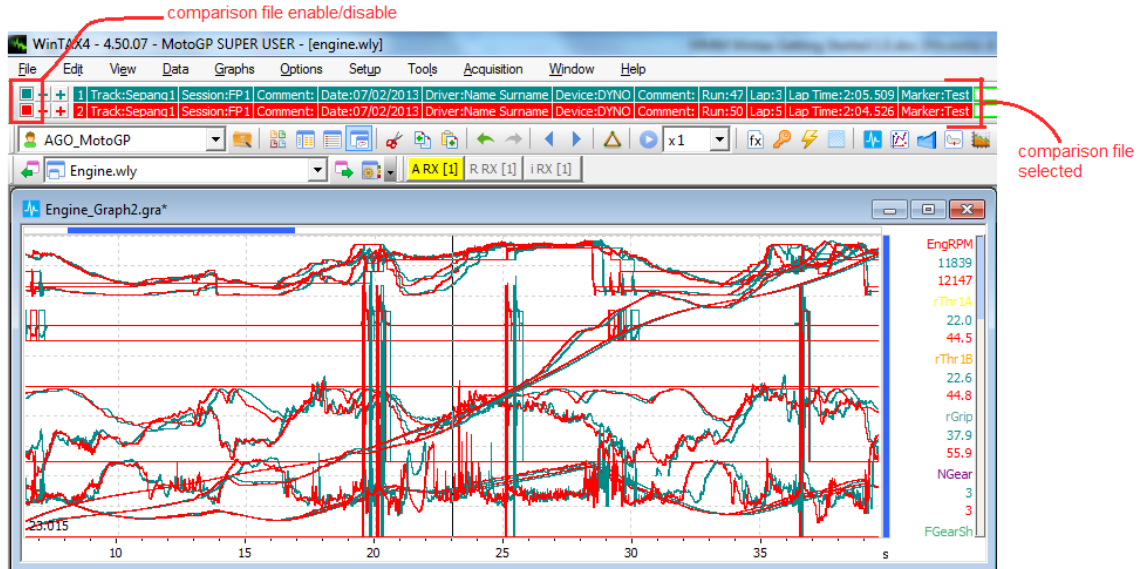 comparison file enable/disable
WinTAX4 - 4.50.07 - MotoGP SUPER USER - [engine.wly]
File Edit View Data Graphs Options Setup Tools Acquisition Window Help
1 Track:Sepang1 Session:FP1 Comment: Date:07/02/2013 Driver:Name Surname Device:DYNO Comment: Run:47 Lap:3 Lap Time:2:05.509 Marker:Test
2 Track:Sepang1 Session:FP1 Comment: Date:07/02/2013 Driver:Name Surname Device:DYNO Comment: Run:50 Lap:5 Lap Time:2:04.526 Marker:Test
AGO_MotoGP x1 fx
comparison file
selected
Engine.wly A RX [1] R RX [1] i RX [1]
Engine_Graph2.gra*
EngRPM
11839
12147
rThr1A
22.0
44.5
rThr1B
22.6
44.8
rGrip
37.9
55.9
NGear
3
3
FGearSh
23.015
10 15 20 25 30 35 s